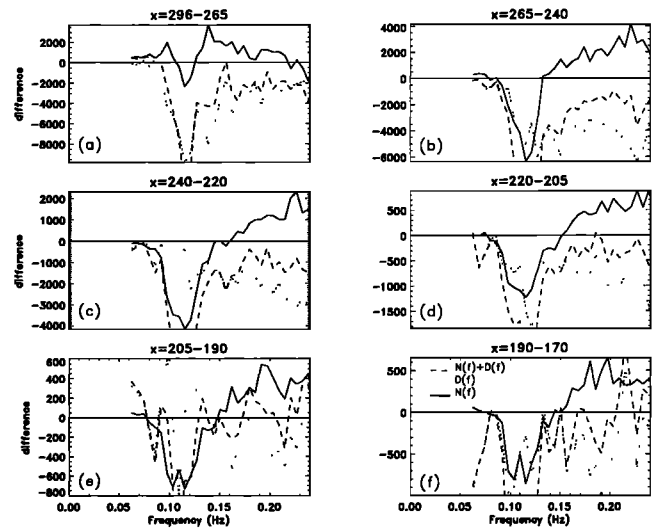 x=296-265
x=265-240
difference
2000
0
-2000
-4000
-6000
-8000
(a)
4000
2000
0
-2000
-4000
-6000
(b)
x=240-220
x=220-205
difference
2000
1000
0
-1000
-2000
-3000
-4000
(c)
500
0
-500
-1000
-1500
(d)
x=205-190
x=190-170
difference
600
400
200
0
-200
-400
-600
-800
(e)
500
0
-500
(f)
N(f)+D(f)
D(f)
N(f)
0.00 0.05 0.10 0.15 0.20
Frequency (Hz)
0.00 0.05 0.10 0.15 0.20
Frequency (Hz)